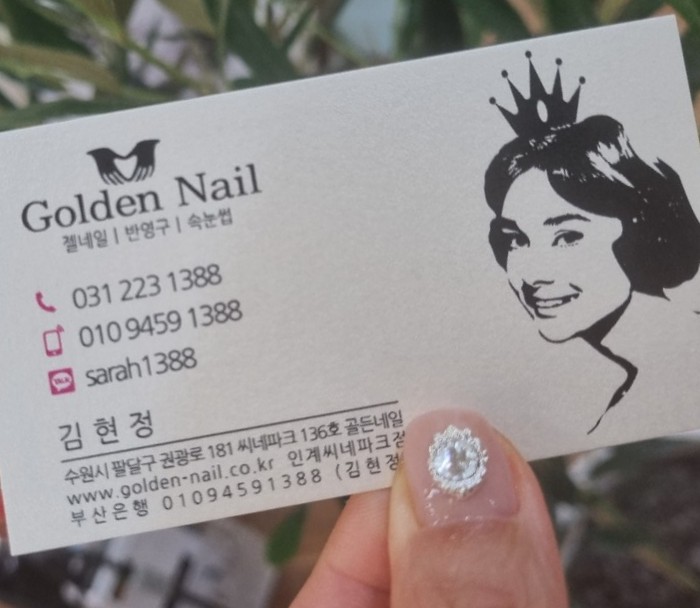 Golden Nail
젤네일 | 반영구 | 속눈썹
031 223 1388
010 9459 1388
TALK
sarah1388
김현정
수원시 팔달구 권광로 181 씨네파크 136호 골든네일
www.golden-nail.co.kr 인계씨네파크점
부산은행 01094591388 (김현정